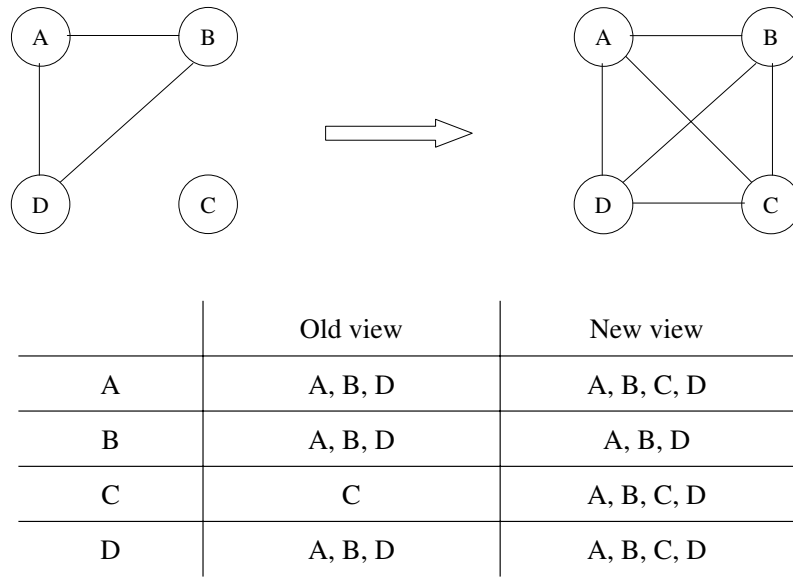 A B A B
D C D C
Old view New view
A A, B, D A, B, C, D
B A, B, D A, B, D
C C A, B, C, D
D A, B, D A, B, C, D